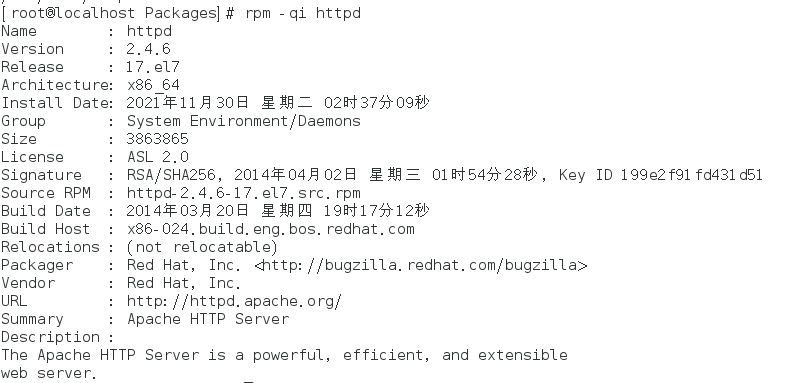 [root@localhost Packages]# rpm -qi httpd
Name        : httpd
Version     : 2.4.6
Release     : 17.el7
Architecture: x86_64
Install Date: 2021年11月30日 星期二 02时37分09秒
Group       : System Environment/Daemons
Size        : 3863865
License     : ASL 2.0
Signature   : RSA/SHA256, 2014年04月02日 星期三 01时54分28秒, Key ID 199e2f91fd431d51
Source RPM  : httpd-2.4.6-17.el7.src.rpm
Build Date  : 2014年03月20日 星期四 19时17分12秒
Build Host  : x86-024.build.eng.bos.redhat.com
Relocations : (not relocatable)
Packager    : Red Hat, Inc. <http://bugzilla.redhat.com/bugzilla>
Vendor      : Red Hat, Inc.
URL         : http://httpd.apache.org/
Summary     : Apache HTTP Server
Description :
The Apache HTTP Server is a powerful, efficient, and extensible
web server.